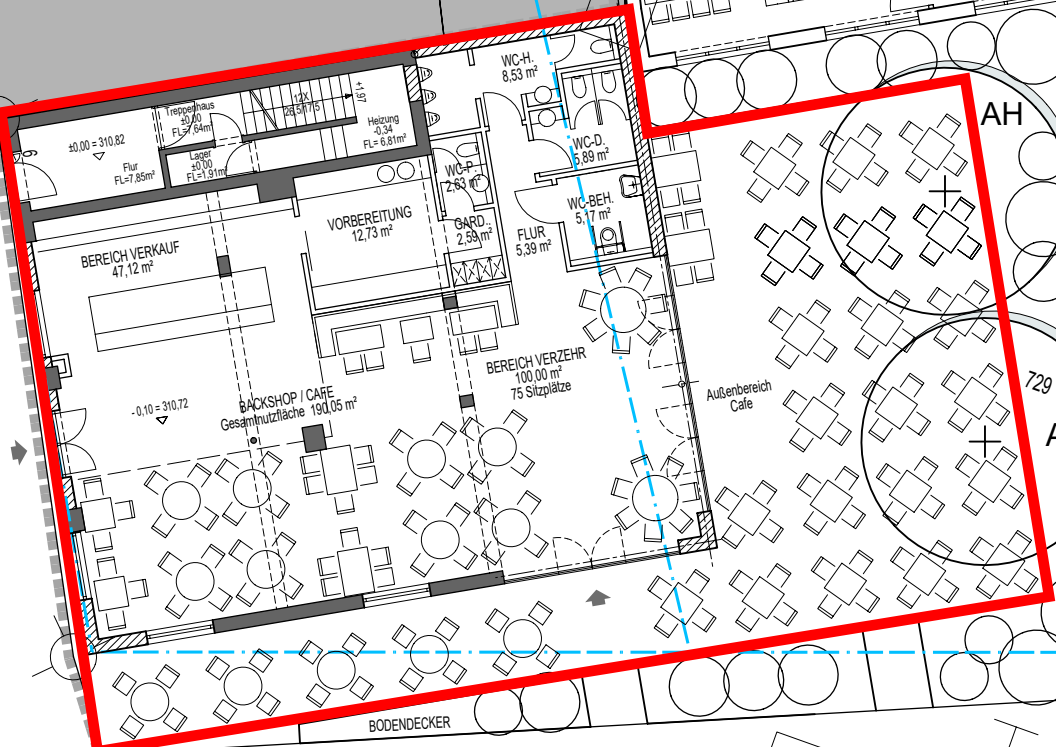 WC-H.
8,53 m²
AH
Treppenhaus
±0,00
FL=7,64m²
12X
26,5/17,5
+1,97
Heizung
-0,34
FL= 6,81m²
±0,00 = 310,82
Flur
FL=7,85m²
Lager
±0,00
FL=1,91m²
WC-D.
5,89 m²
WC-P.
2,63 m²
WC-BEH.
5,17 m²
VORBEREITUNG
12,73 m²
GARD.
2,59 m²
FLUR
5,39 m²
BEREICH VERKAUF
47,12 m²
BEREICH VERZEHR
100,00 m²
75 Sitzplätze
Außenbereich
Cafe
729
A
- 0,10 = 310,72
BACKSHOP / CAFE
Gesamtnutzfläche 190,05 m²
BODENDECKER